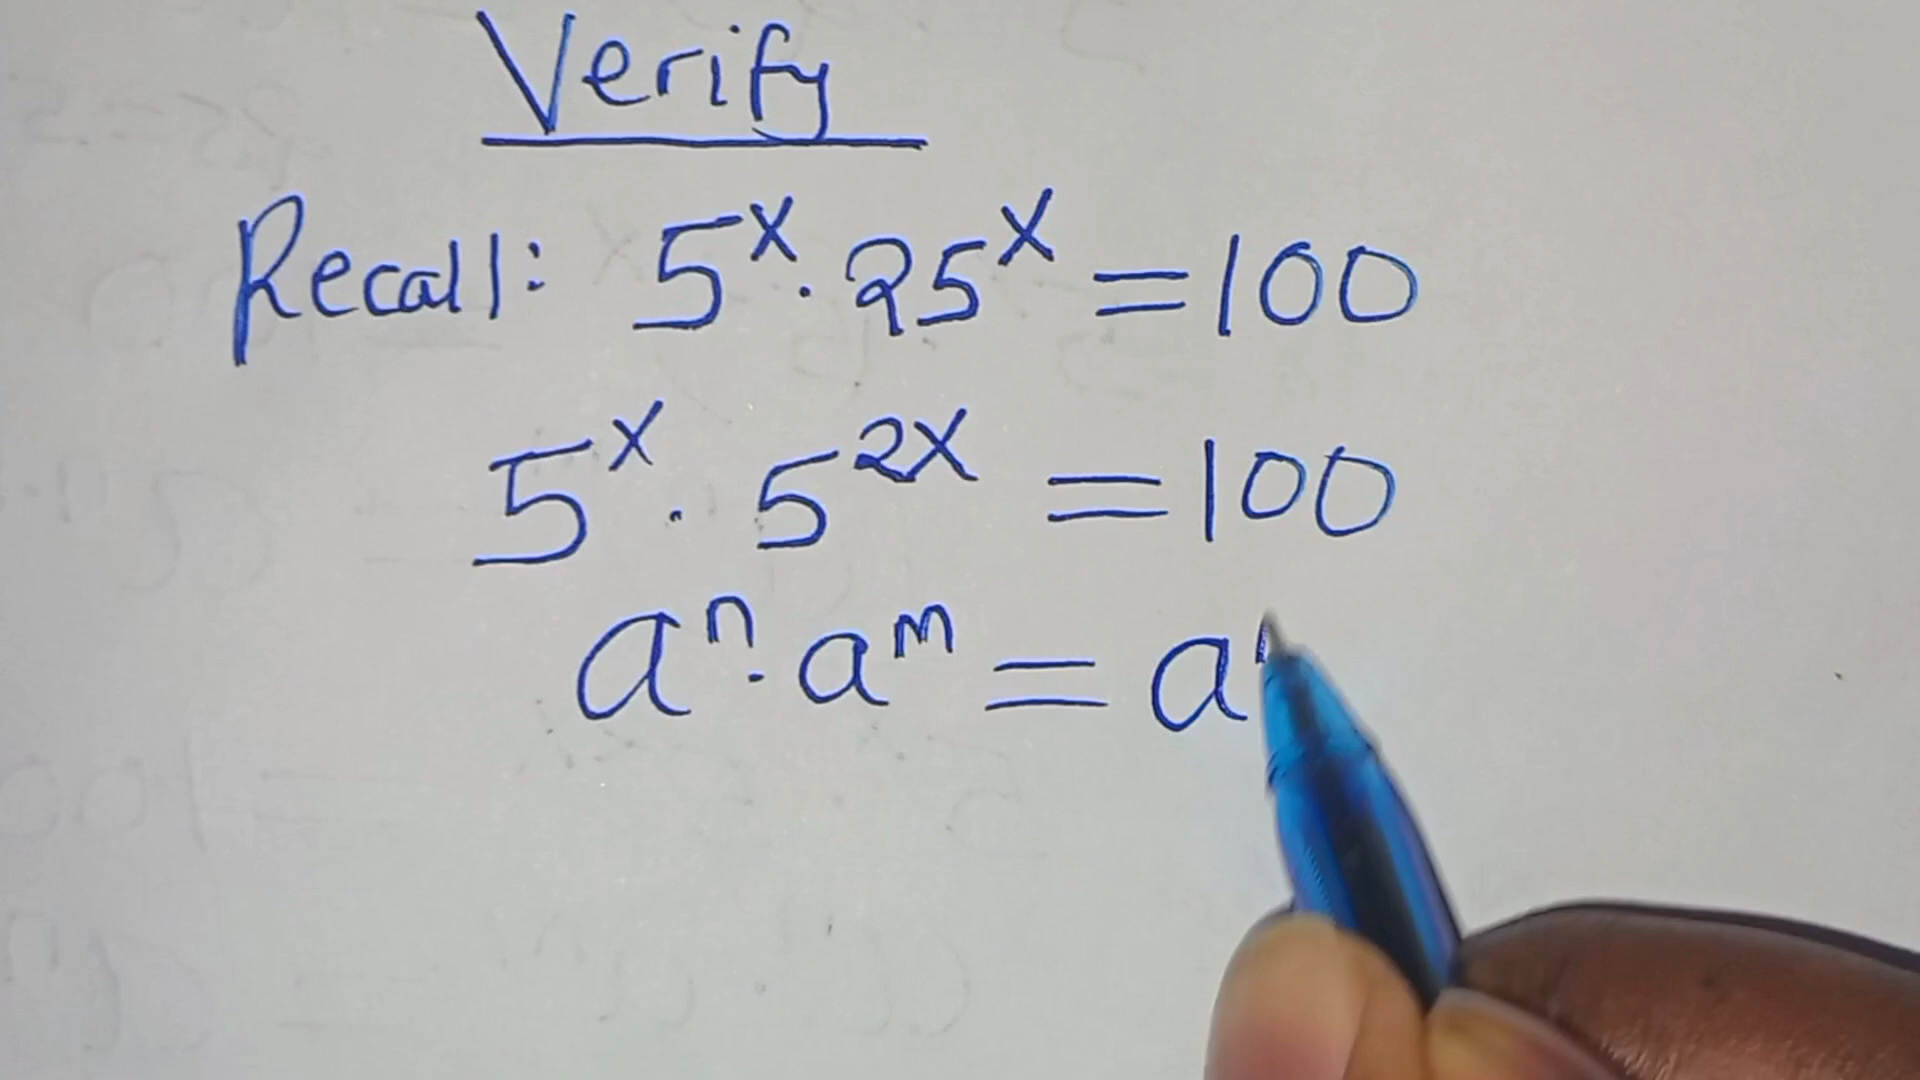 Verify
Recall: 5^x · 25^x = 100
5^x · 5^2x = 100
a^n · a^m = a